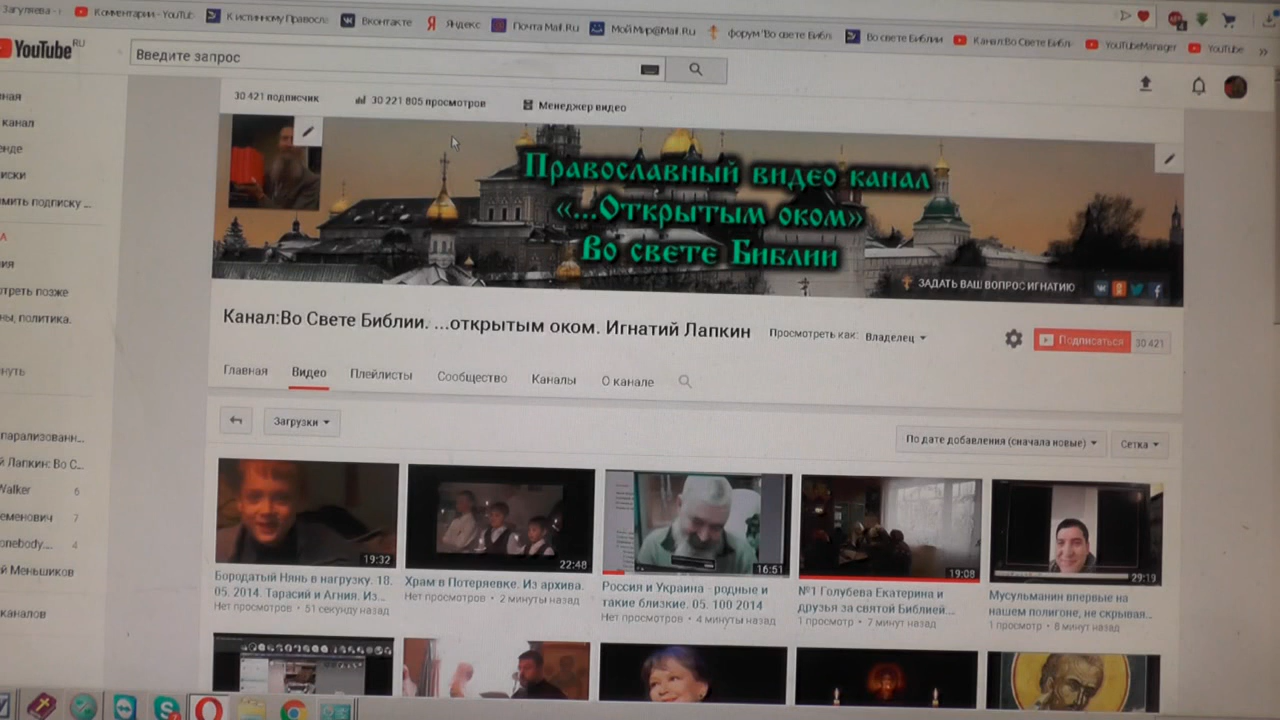 Загуляева -
Комментарии - YouTub
К истинному Правосла
Вконтакте
Яндекс
Почта Mail.Ru
Мой Мир@Mail.Ru
форум 'Во свете Библ
Во свете Библии
Канал:Во Свете Библ
YouTubeManager
YouTube
»
YouTube RU
Введите запрос
30 421 подписчик
30 221 805 просмотров
Менеджер видео
канал
иски
мить подписку ...
треть позже
ны, политика.
парализованн...
й Лапкин: Во С...
Walker 6
еменович 7
onebody.... 4
й Меньшиков
каналов
Православный видео канал
«...Открытым оком»
Во свете Библии
ЗАДАТЬ ВАШ ВОПРОС ИГНАТИЮ
Канал:Во Свете Библии. ...открытым оком. Игнатий Лапкин
Просмотреть как: Владелец
Подписаться 30 421
Главная
Видео
Плейлисты
Сообщество
Каналы
О канале
Загрузки
По дате добавления (сначала новые)
Сетка
19:32
22:48
16:51
19:08
29:19
Бородатый Нянь в нагрузку. 18.
05. 2014. Тарасий и Агния. Из...
Нет просмотров • 51 секунду назад
Храм в Потеряевке. Из архива.
Нет просмотров • 2 минуты назад
Россия и Украина - родные и
такие близкие. 05. 100 2014
Нет просмотров • 4 минуты назад
№1 Голубева Екатерина и
друзья за святой Библией...
1 просмотр • 7 минут назад
Мусульманин впервые на
нашем полигоне, не скрывая...
1 просмотр • 8 минут назад